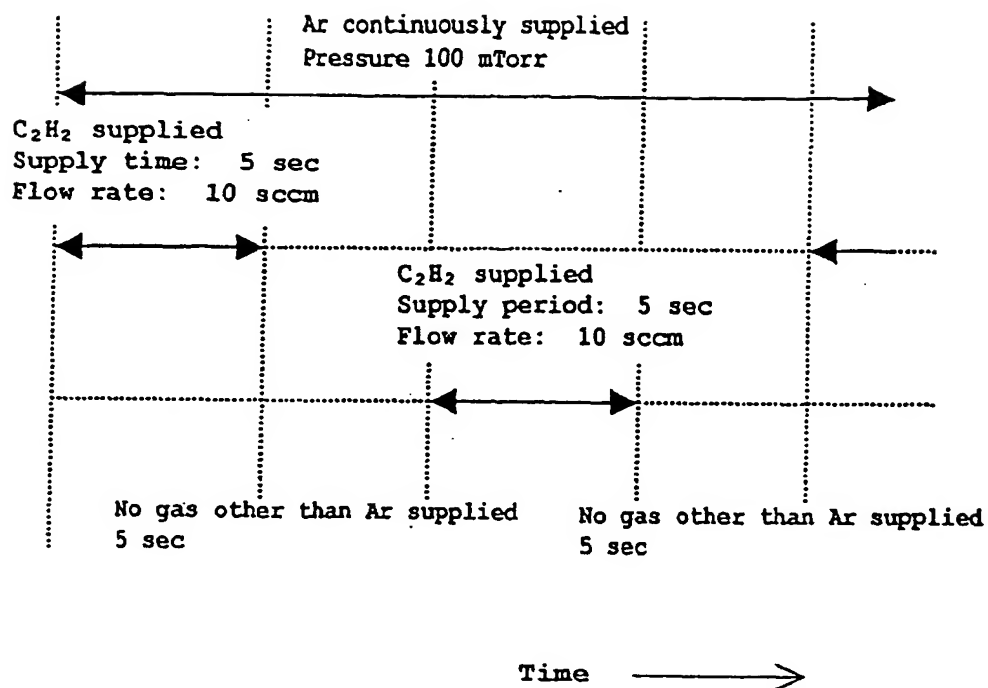 Ar continuously supplied
Pressure 100 mTorr
C₂H₂ supplied
Supply time: 5 sec
Flow rate: 10 sccm
C₂H₂ supplied
Supply period: 5 sec
Flow rate: 10 sccm
No gas other than Ar supplied
5 sec
No gas other than Ar supplied
5 sec
Time